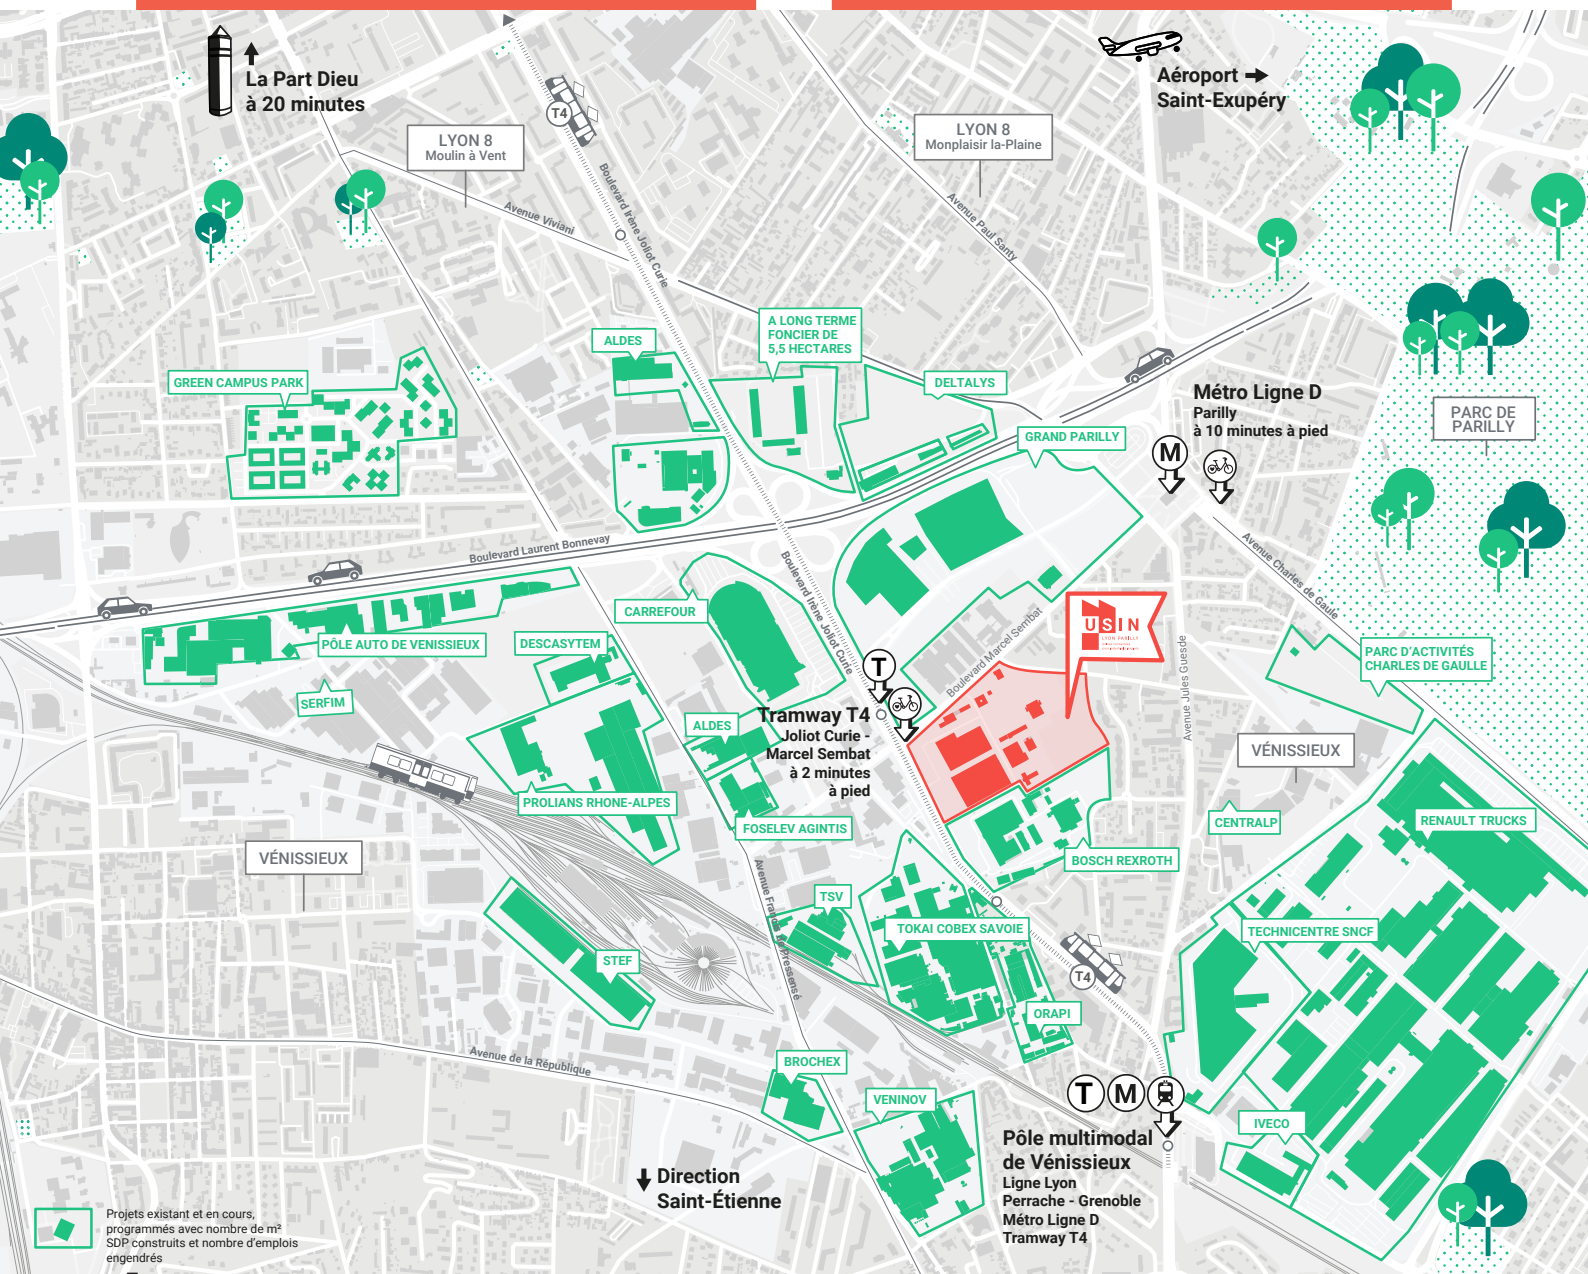 La Part Dieu
à 20 minutes
T4
LYON 8
Moulin à Vent
Avenue Viviani
Boulevard Irène Joliot Curie
LYON 8
Monplaisir la-Plaine
Avenue Paul Santy
Aéroport
Saint-Exupéry
GREEN CAMPUS PARK
ALDES
A LONG TERME
FONCIER DE
5,5 HECTARES
DELTALYS
GRAND PARILLY
Métro Ligne D
Parilly
à 10 minutes à pied
M
PARC DE
PARILLY
Boulevard Laurent Bonnevay
Boulevard Irène Joliot Curie
Avenue Charles de Gaule
CARREFOUR
PÔLE AUTO DE VENISSIEUX
DESCASYTEM
SERFIM
Boulevard Marcel Sembat
USIN
LYON PARILLY
Avenue Jules Guesde
PARC D'ACTIVITÉS
CHARLES DE GAULLE
T
Tramway T4
Joliot Curie -
Marcel Sembat
à 2 minutes
à pied
ALDES
VÉNISSIEUX
PROLIANS RHONE-ALPES
FOSELEV AGINTIS
CENTRALP
RENAULT TRUCKS
VÉNISSIEUX
BOSCH REXROTH
Avenue Francis de Pressensé
TSV
TOKAI COBEX SAVOIE
TECHNICENTRE SNCF
STEF
T4
ORAPI
Avenue de la République
BROCHEX
VENINOV
T M
IVECO
Pôle multimodal
de Vénissieux
Ligne Lyon
Perrache - Grenoble
Métro Ligne D
Tramway T4
Direction
Saint-Étienne
Projets existant et en cours,
programmés avec nombre de m²
SDP construits et nombre d'emplois
engendrés